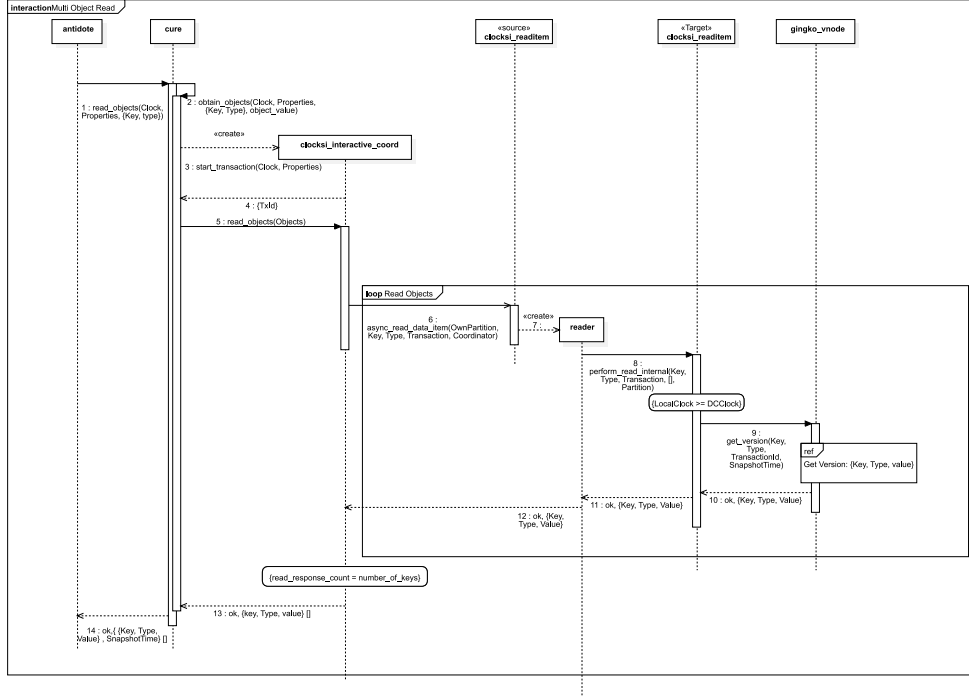 interactionMulti Object Read
antidote
cure
«source»
clocksi_readitem
«Target»
clocksi_readitem
gingko_vnode
1 : read_objects(Clock,
Properties, {Key, type})
2 : obtain_objects(Clock, Properties,
{Key, Type}, object_value)
«create»
clocksi_interactive_coord
3 : start_transaction(Clock, Properties)
4 : {TxId}
5 : read_objects(Objects)
loop Read Objects
6 :
async_read_data_item(OwnPartition,
Key, Type, Transaction, Coordinator)
«create»
7 :
reader
8 :
perform_read_internal(Key,
Type, Transaction, [],
Partition)
{LocalClock >= DCClock}
9 :
get_version(Key,
Type,
TransactionId,
SnapshotTime)
ref
Get Version: {Key, Type, value}
10 : ok, {Key, Type, Value}
11 : ok, {Key, Type, Value}
12 : ok, {Key,
Type, Value}
{read_response_count = number_of_keys}
13 : ok, {key, Type, value} []
14 : ok,{ {Key, Type,
Value} , SnapshotTime} []